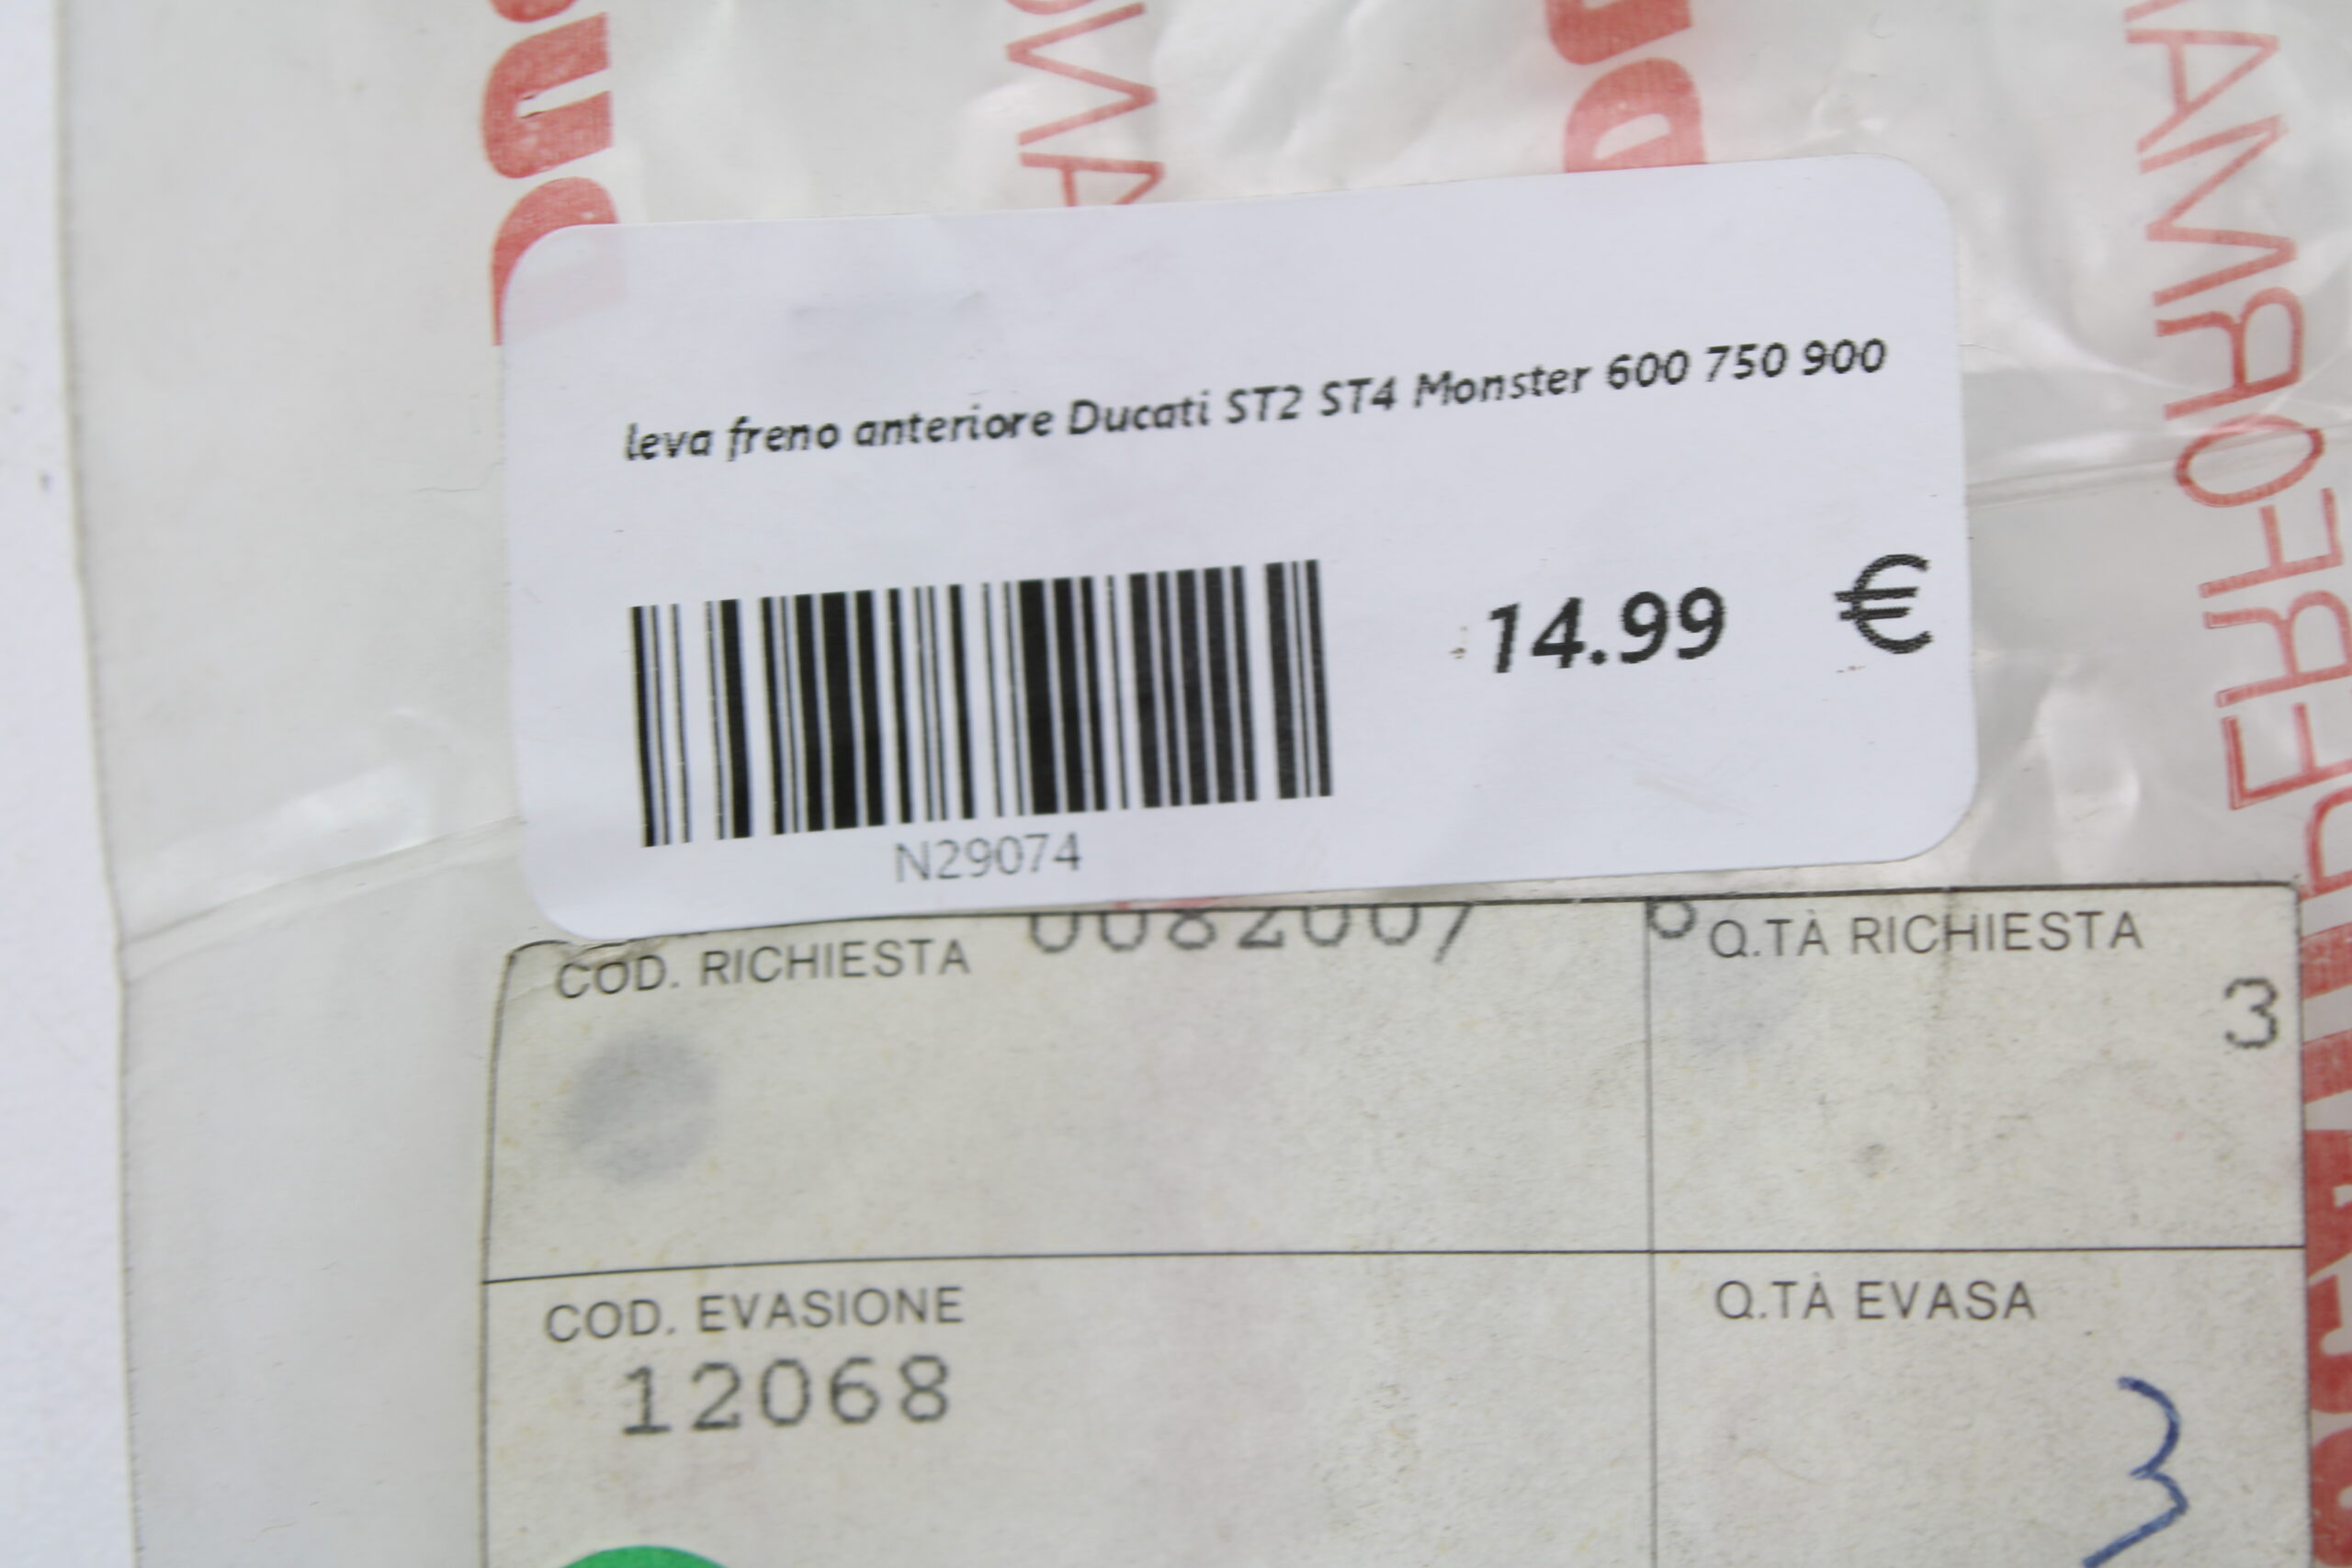 leva freno anteriore Ducati ST2 ST4 Monster 600 750 900
14.99 €
N29074
COD. RICHIESTA 0082007
Q.TÀ RICHIESTA
3
COD. EVASIONE
12068
Q.TÀ EVASA
3